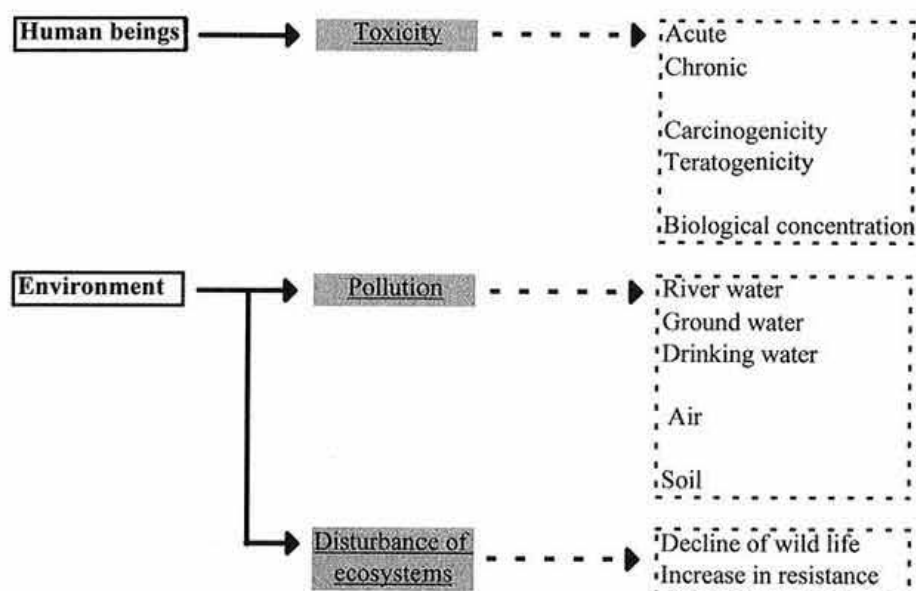 Human beings
Toxicity
Acute
Chronic
Carcinogenicity
Teratogenicity
Biological concentration
Environment
Pollution
River water
Ground water
Drinking water
Air
Soil
Disturbance of
ecosystems
Decline of wild life
Increase in resistance